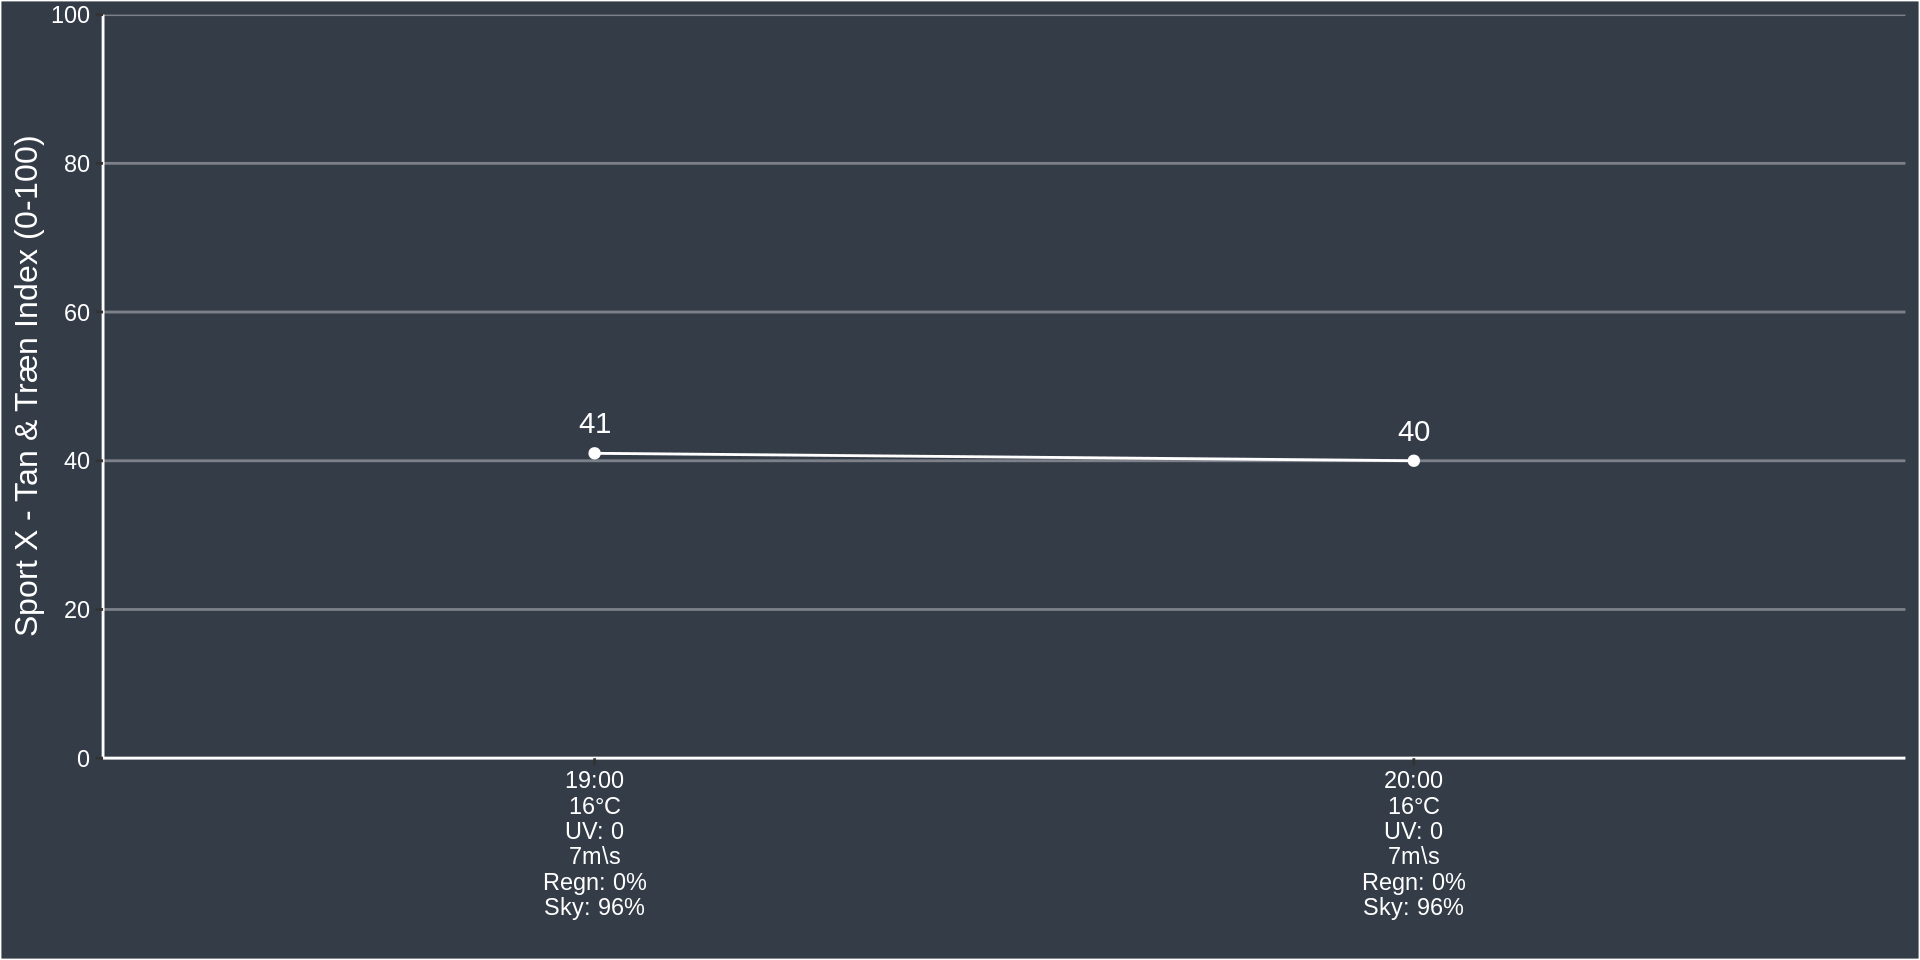 Sport X - Tan & Træn Index (0-100)
100
80
60
40
20
0
41
40
19:00
16°C
UV: 0
7m\s
Regn: 0%
Sky: 96%
20:00
16°C
UV: 0
7m\s
Regn: 0%
Sky: 96%